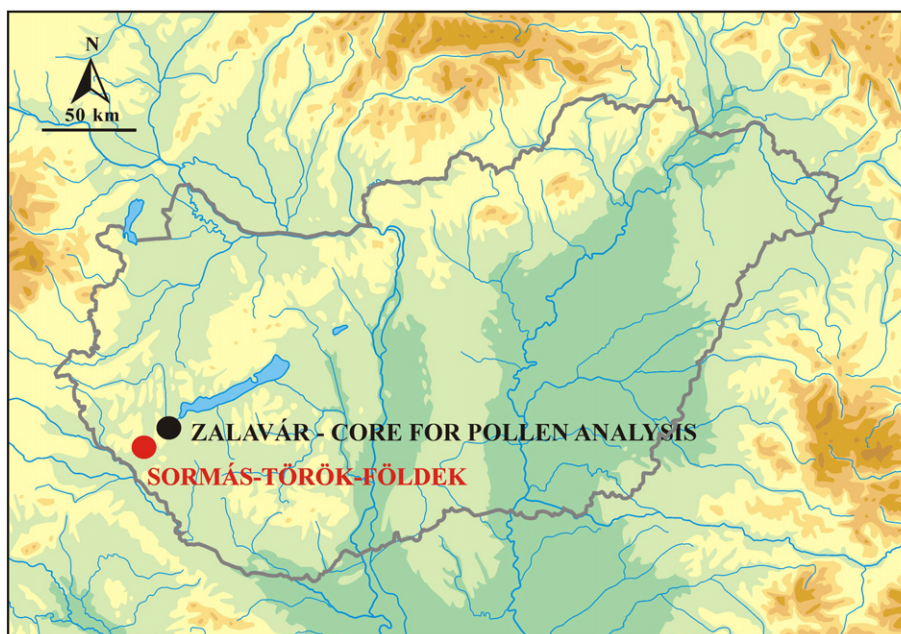 N
50 km
ZALAVÁR - CORE FOR POLLEN ANALYSIS
SORMÁS-TÖRÖK-FÖLDEK